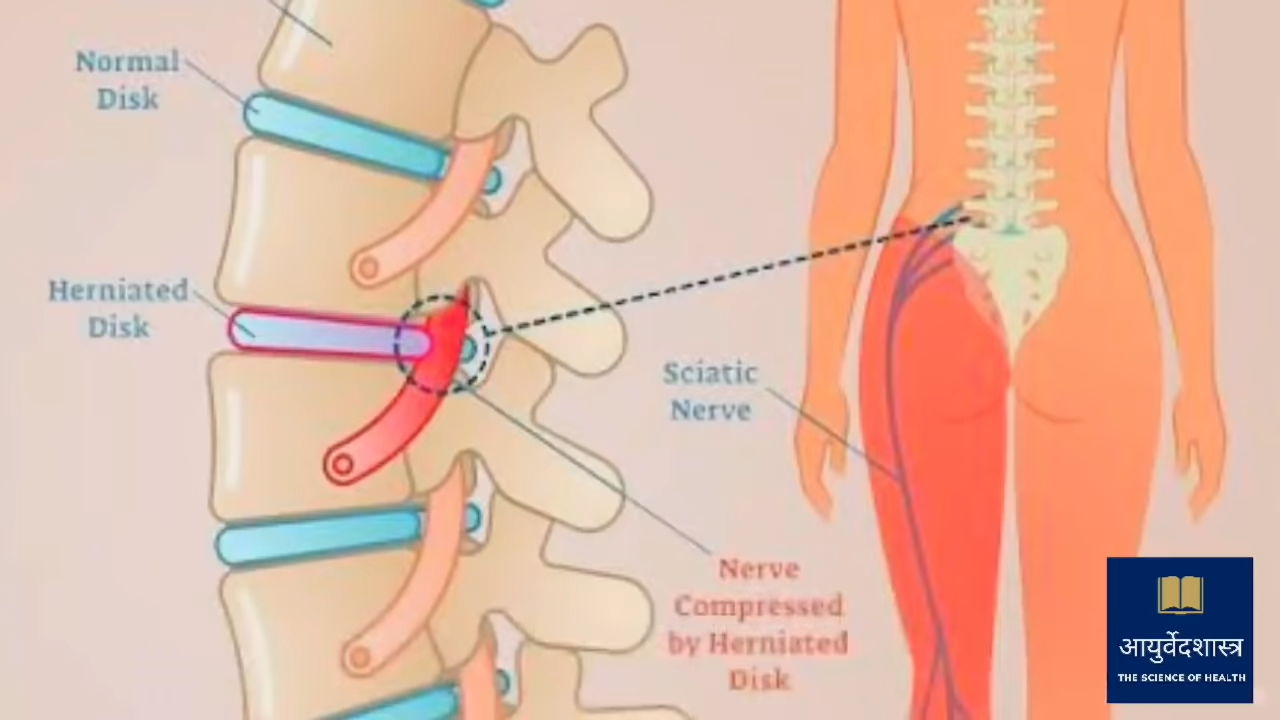 Normal
Disk
Herniated
Disk
Sciatic
Nerve
Nerve
Compressed
by Herniated
Disk
आयुर्वेदशास्त्र
THE SCIENCE OF HEALTH